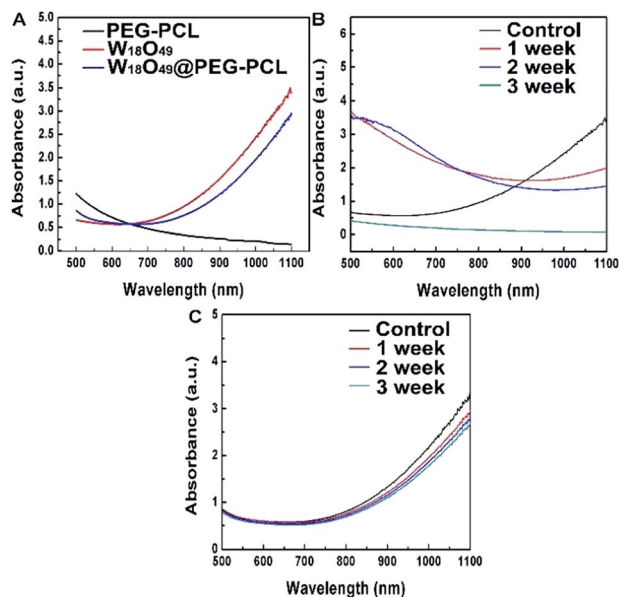 A
PEG-PCL
W18O49
W18O49@PEG-PCL
Absorbance (a.u.)
5.0
4.5
4.0
3.5
3.0
2.5
2.0
1.5
1.0
0.5
0.0
500 600 700 800 900 1000 1100
Wavelength (nm)
B
Control
1 week
2 week
3 week
Absorbance (a.u.)
6
5
4
3
2
1
0
500 600 700 800 900 1000 1100
Wavelength (nm)
C
Control
1 week
2 week
3 week
Absorbance (a.u.)
5
4
3
2
1
0
500 600 700 800 900 1000 1100
Wavelength (nm)